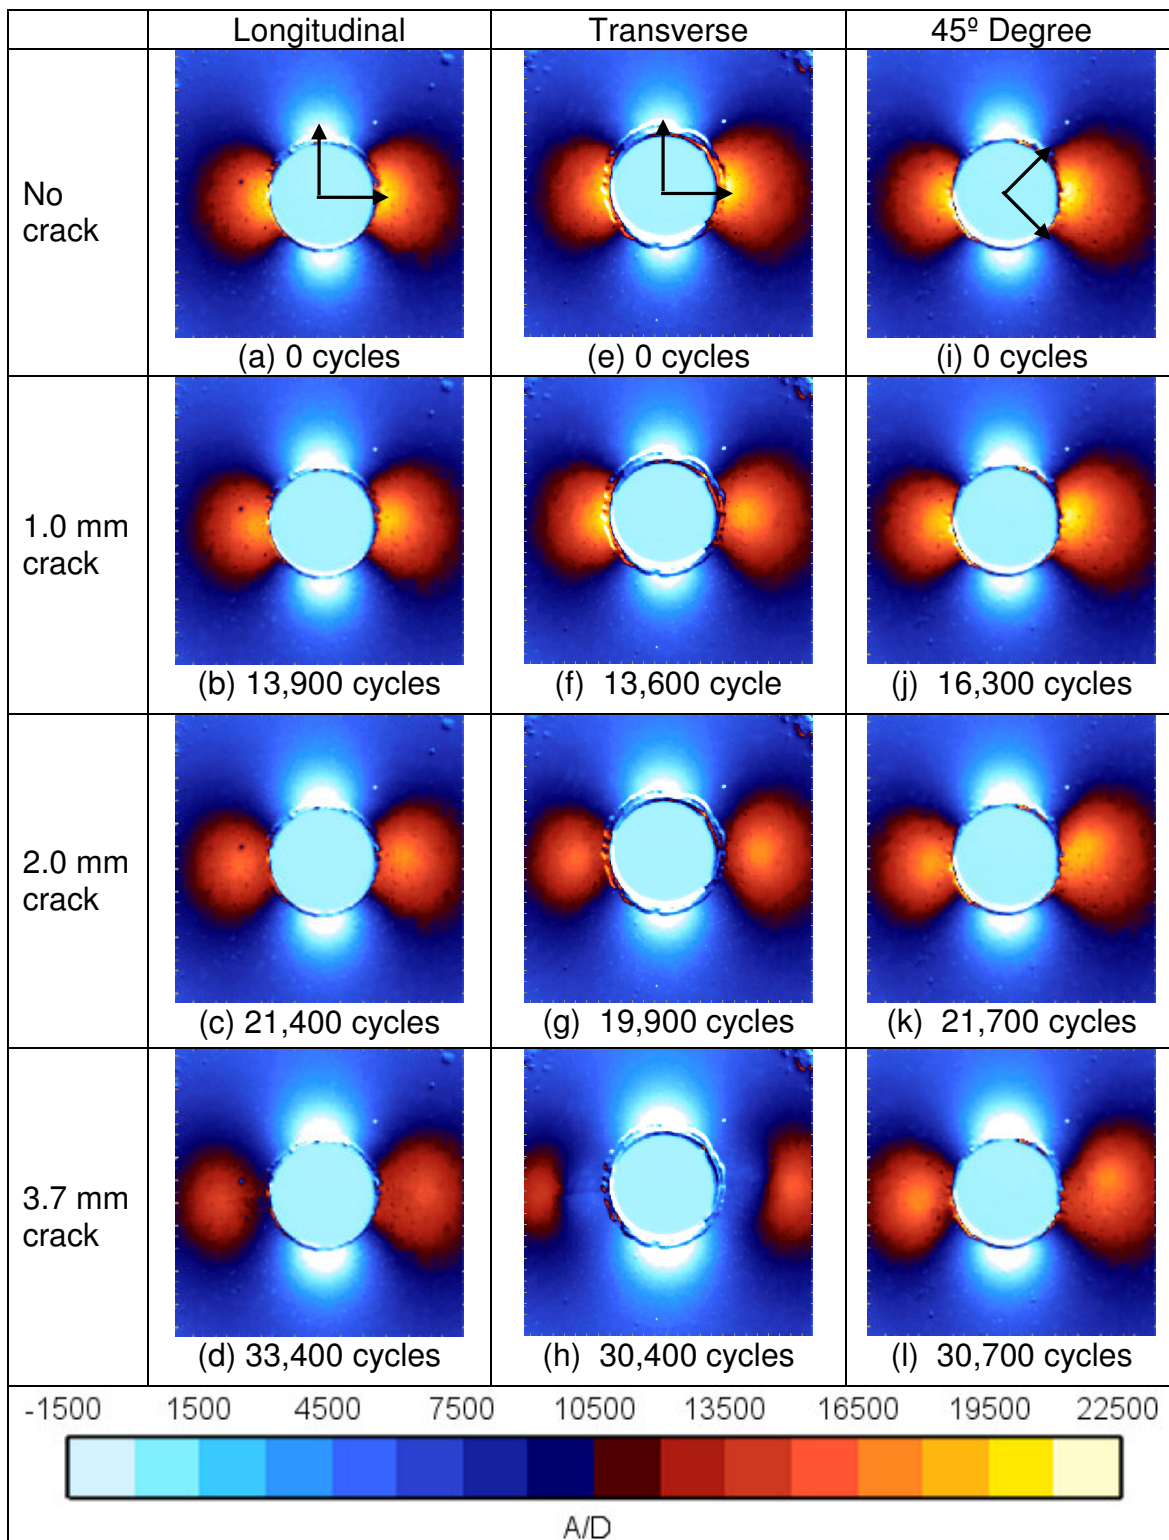 Longitudinal Transverse 45º Degree
No
crack
(a) 0 cycles (e) 0 cycles (i) 0 cycles
1.0 mm
crack
(b) 13,900 cycles (f) 13,600 cycle (j) 16,300 cycles
2.0 mm
crack
(c) 21,400 cycles (g) 19,900 cycles (k) 21,700 cycles
3.7 mm
crack
(d) 33,400 cycles (h) 30,400 cycles (l) 30,700 cycles
-1500 1500 4500 7500 10500 13500 16500 19500 22500
A/D